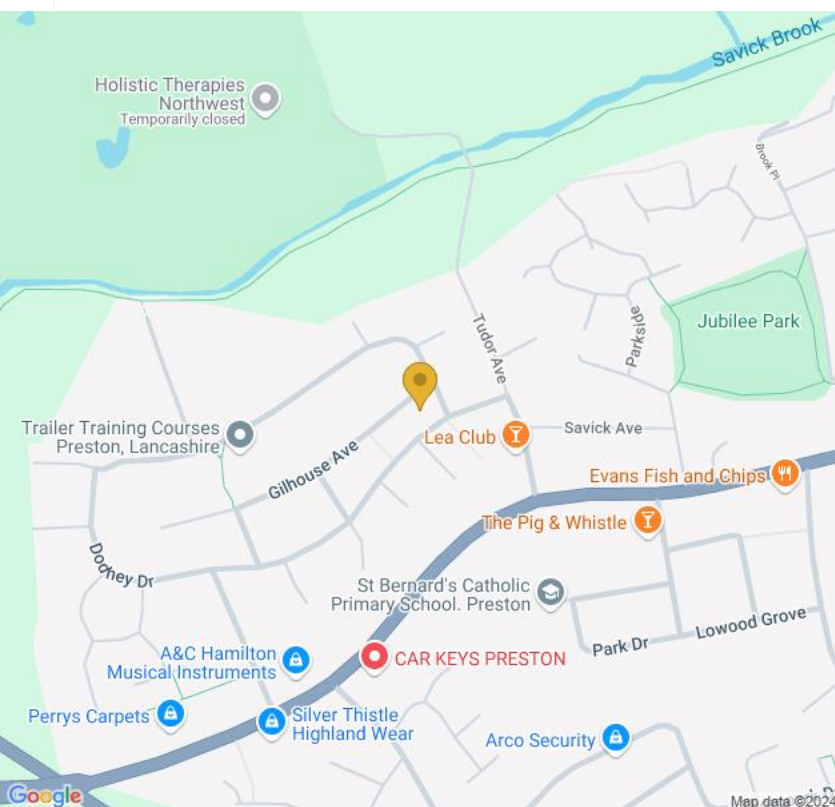 Savick Brook
Holistic Therapies
Northwest
Temporarily closed
Brook Pl
Jubilee Park
Parkside
Tudor Ave
Trailer Training Courses
Preston, Lancashire
Lea Club
Savick Ave
Gilhouse Ave
Evans Fish and Chips
The Pig & Whistle
Dodney Dr
St Bernard's Catholic
Primary School. Preston
Lowood Grove
Park Dr
A&C Hamilton
Musical Instruments
CAR KEYS PRESTON
Perrys Carpets
Silver Thistle
Highland Wear
Arco Security
Google
Map data ©2024